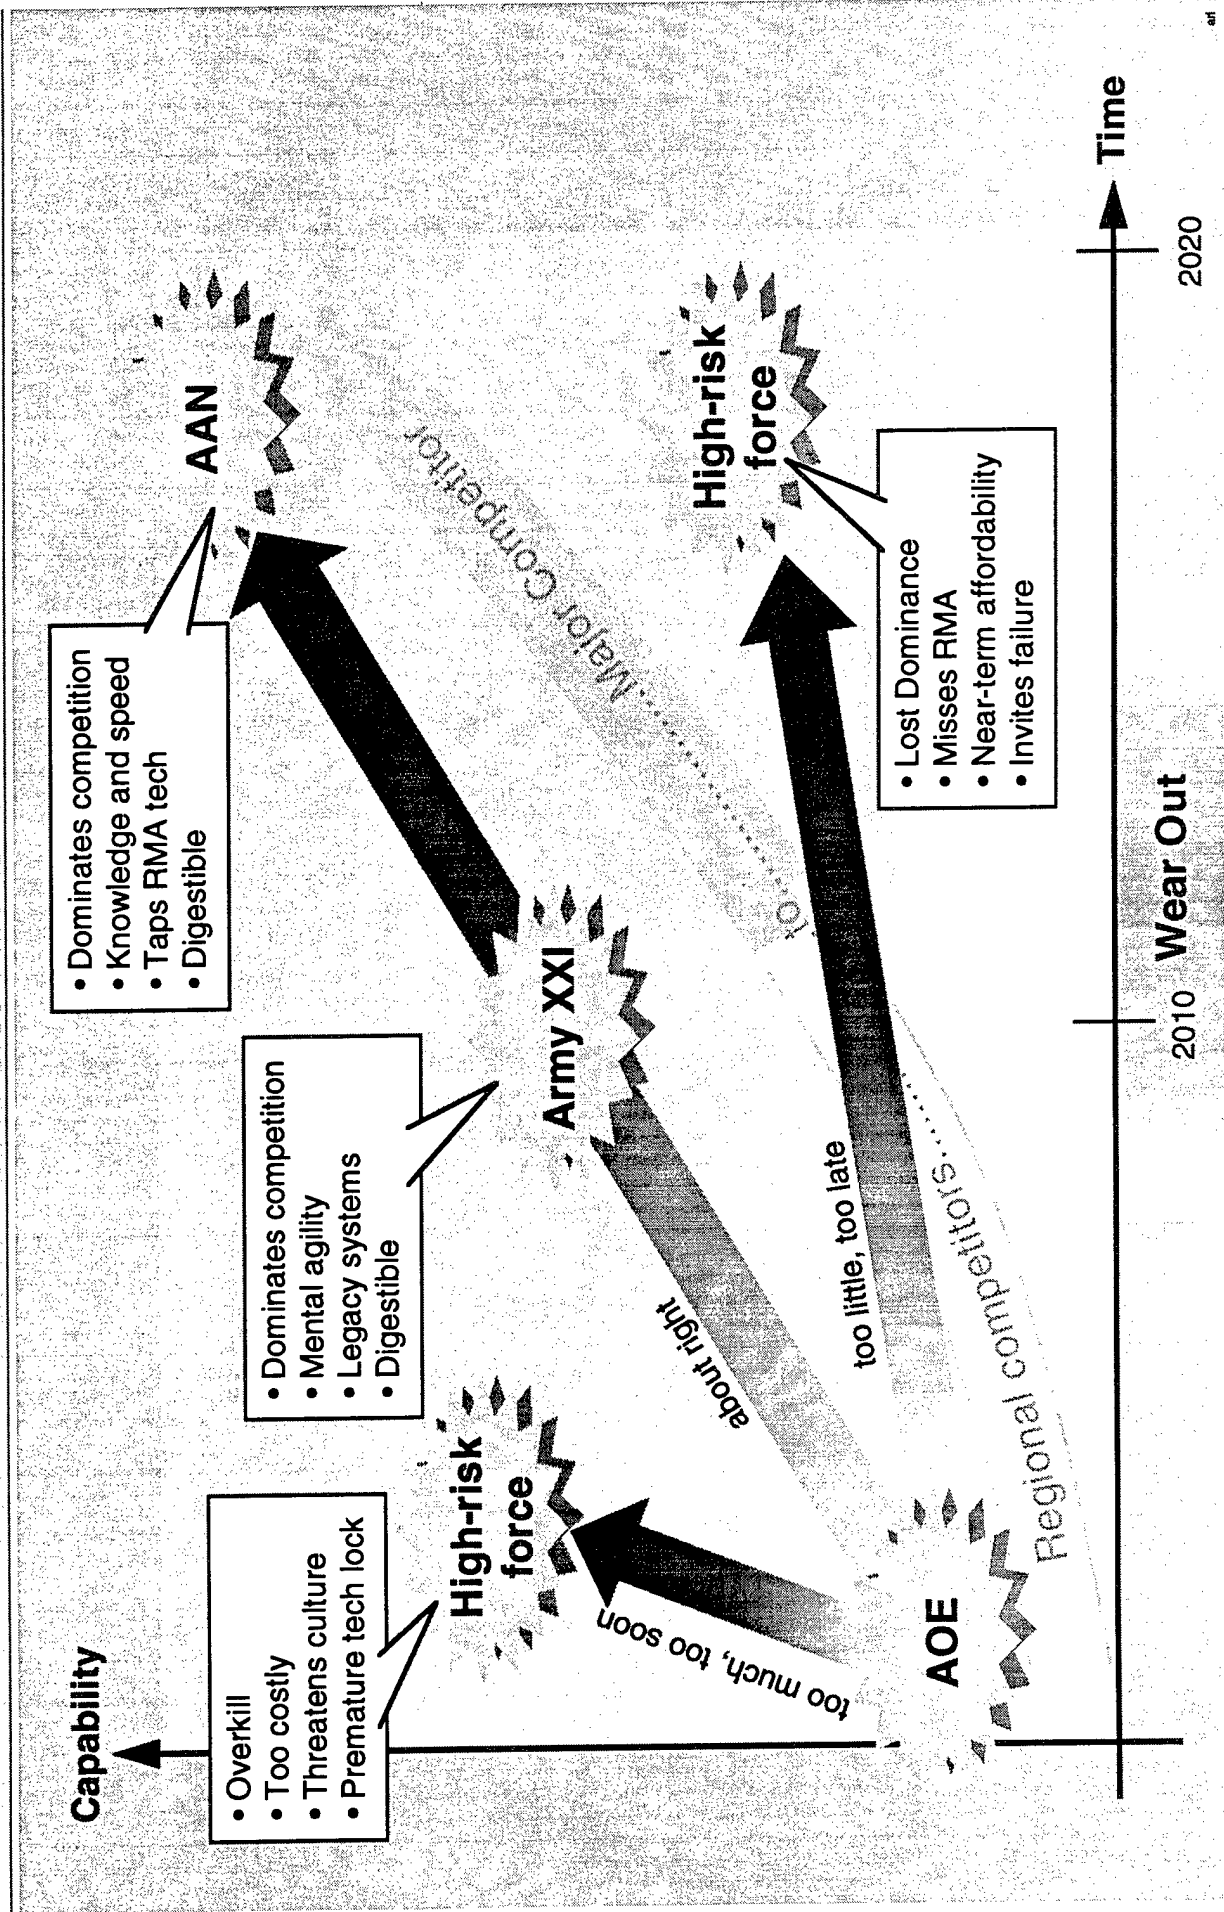 Capability
• Overkill
• Too costly
• Threatens culture
• Premature tech lock
High-risk
force
• Dominates competition
• Mental agility
• Legacy systems
• Digestible
Army XXI
• Dominates competition
• Knowledge and speed
• Taps RMA tech
• Digestible
AAN
too much, too soon
about right
too little, too late
AOE
Regional competitors......
to
......Major Competitor
High-risk
force
• Lost Dominance
• Misses RMA
• Near-term affordability
• Invites failure
Time
2010
Wear Out
2020